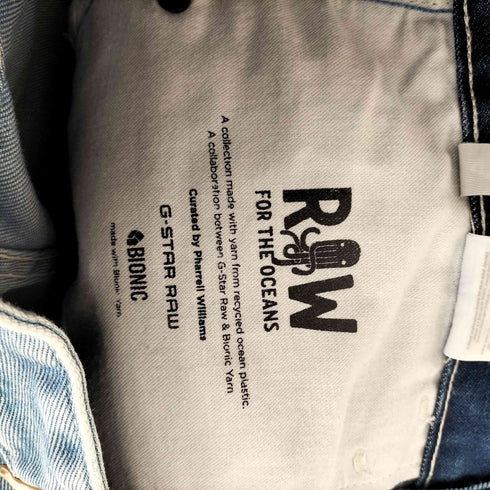 RAW
FOR THE OCEANS
A collection made with yarn from recycled ocean plastic.
A collaboration between G-Star Raw & Bionic Yarn
Curated by Pharrell Williams
G-STAR RAW
BIONIC
made with Bionic Yarn